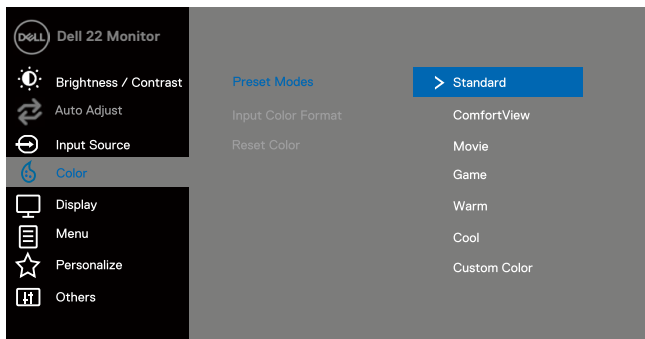 DELL Dell 22 Monitor
Brightness / Contrast
Auto Adjust
Input Source
Color
Display
Menu
Personalize
Others
Preset Modes
Input Color Format
Reset Color
Standard
ComfortView
Movie
Game
Warm
Cool
Custom Color